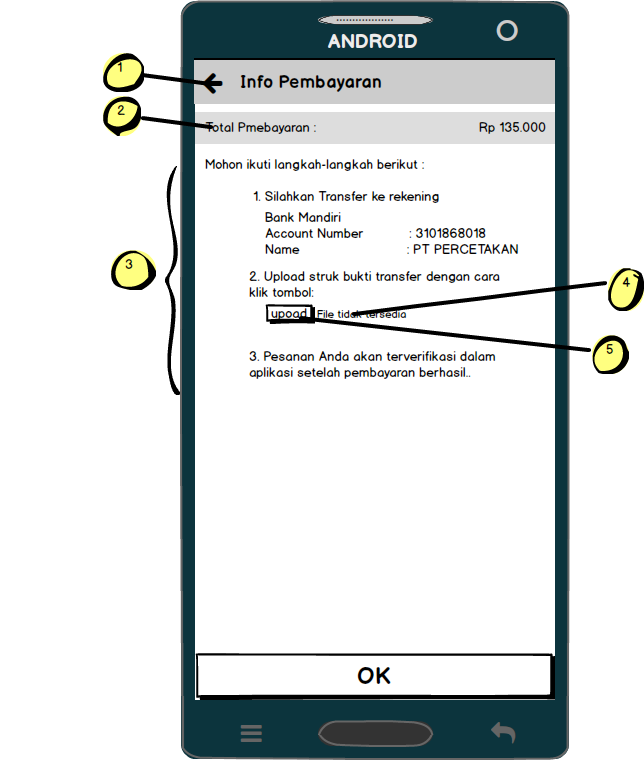 ANDROID
1
Info Pembayaran
2
Total Pmebayaran : Rp 135.000
Mohon ikuti langkah-langkah berikut :
1. Silahkan Transfer ke rekening
Bank Mandiri
Account Number : 3101868018
Name : PT PERCETAKAN
3
2. Upload struk bukti transfer dengan cara
klik tombol:
4
upoad File tidak tersedia
5
3. Pesanan Anda akan terverifikasi dalam
aplikasi setelah pembayaran berhasil..
OK